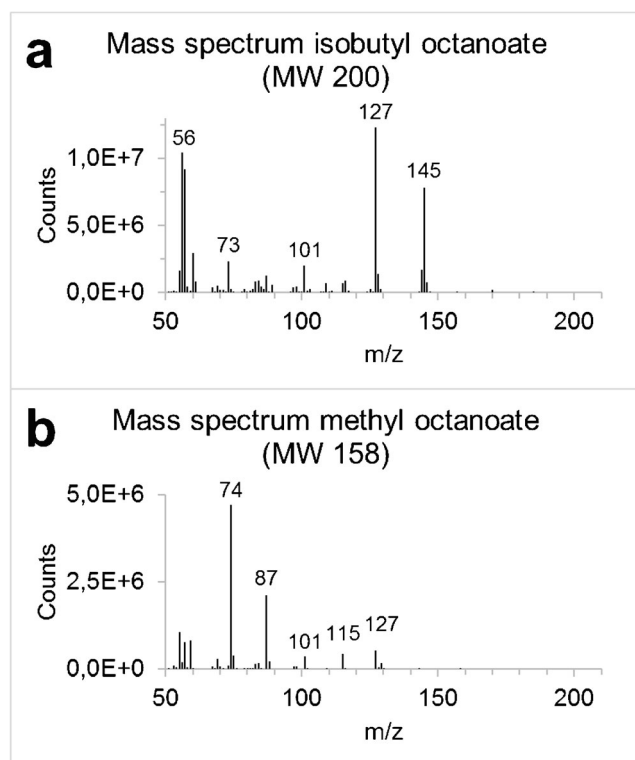 a
Mass spectrum isobutyl octanoate
(MW 200)
127
56
1,0E+7
145
Counts
5,0E+6
73
101
0,0E+0
50
100
150
200
m/z
b
Mass spectrum methyl octanoate
(MW 158)
5,0E+6
74
Counts
2,5E+6
87
101
115
127
0,0E+0
50
100
150
200
m/z